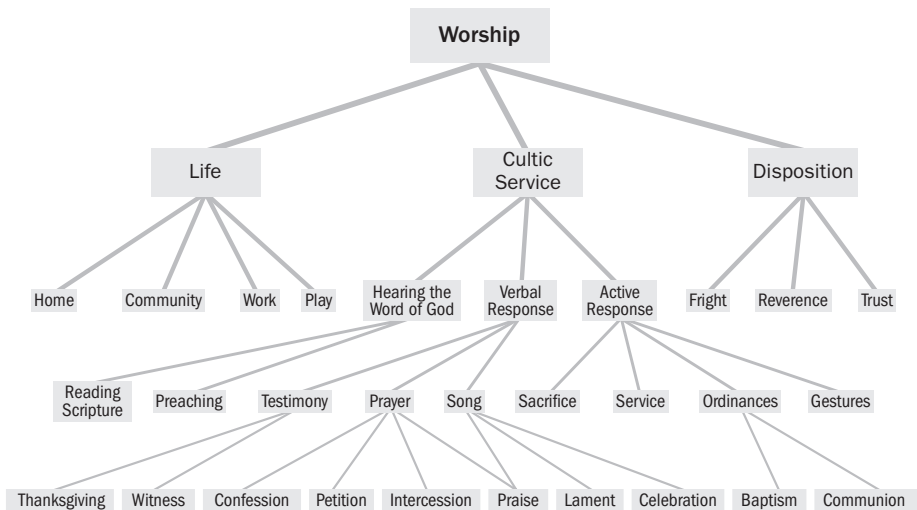 Worship
Life
Cultic
Service
Disposition
Home
Community
Work
Play
Hearing the
Word of God
Verbal
Response
Active
Response
Fright
Reverence
Trust
Reading
Scripture
Preaching
Testimony
Prayer
Song
Sacrifice
Service
Ordinances
Gestures
Thanksgiving
Witness
Confession
Petition
Intercession
Praise
Lament
Celebration
Baptism
Communion